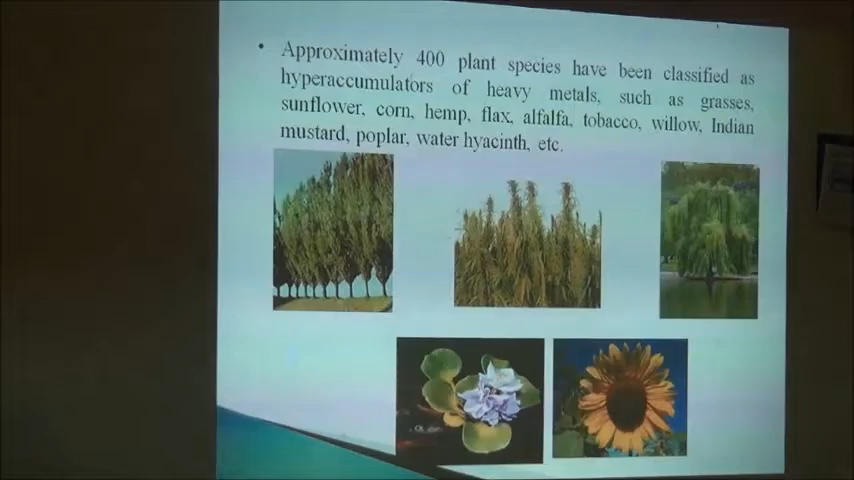 • Approximately 400 plant species have been classified as
hyperaccumulators of heavy metals, such as grasses,
sunflower, corn, hemp, flax, alfalfa, tobacco, willow, Indian
mustard, poplar, water hyacinth, etc.